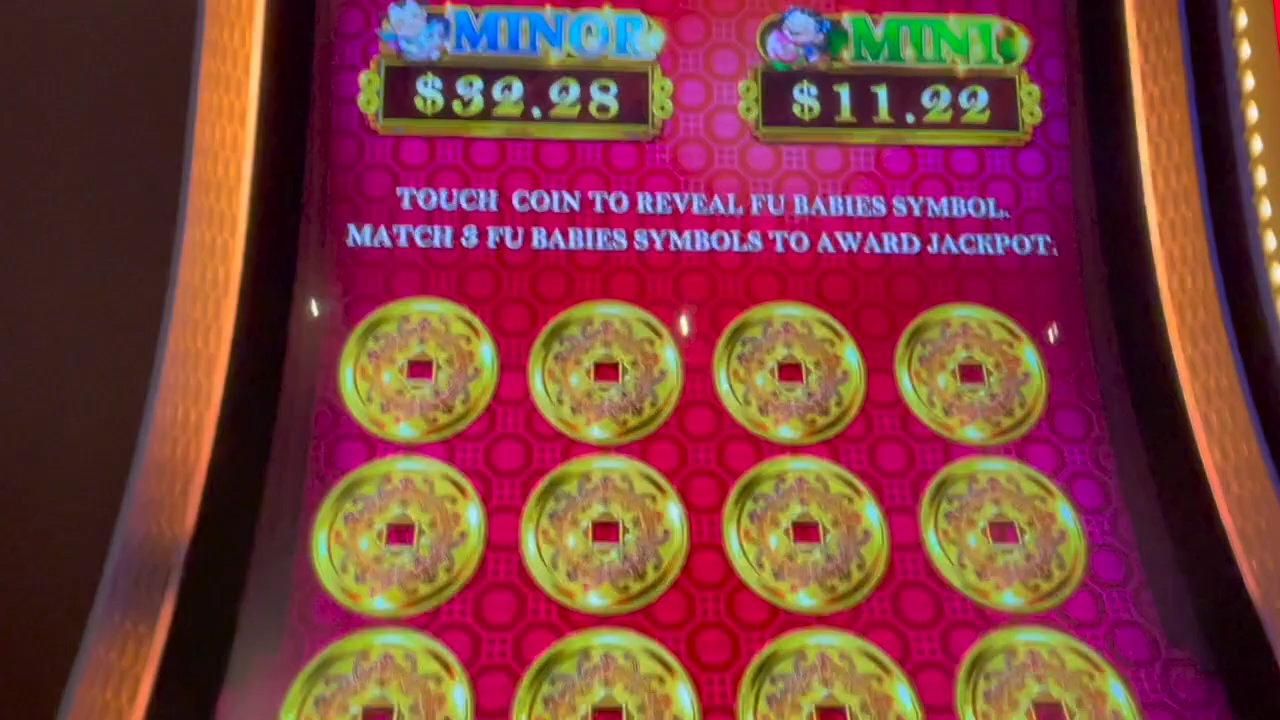 MINOR MINI
$32.28 $11.22
TOUCH COIN TO REVEAL FU BABIES SYMBOL.
MATCH 3 FU BABIES SYMBOLS TO AWARD JACKPOT.